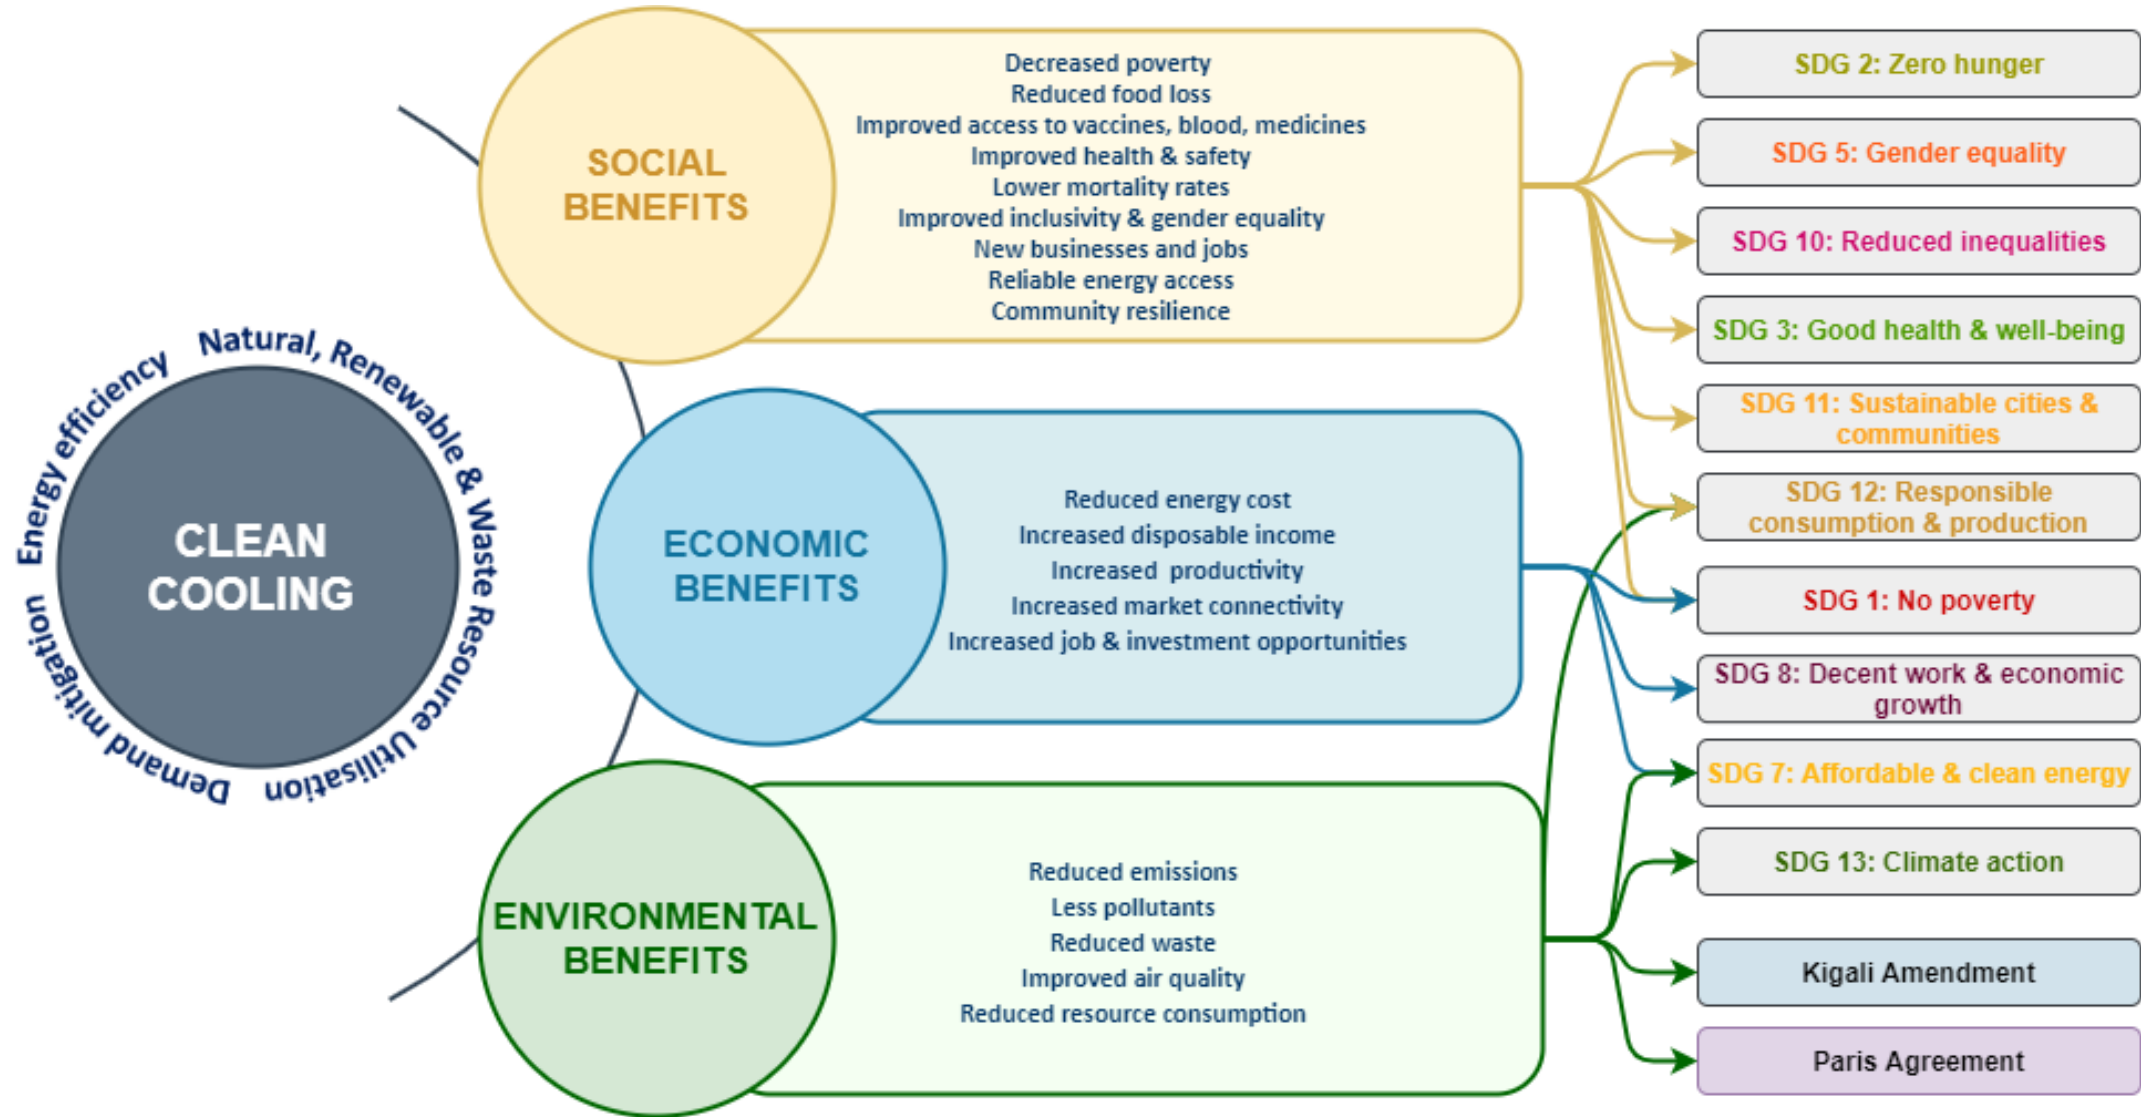 Energy efficiency
Natural, Renewable & Waste Resource Utilisation
Demand mitigation
CLEAN
COOLING
SOCIAL
BENEFITS
Decreased poverty
Reduced food loss
Improved access to vaccines, blood, medicines
Improved health & safety
Lower mortality rates
Improved inclusivity & gender equality
New businesses and jobs
Reliable energy access
Community resilience
ECONOMIC
BENEFITS
Reduced energy cost
Increased disposable income
Increased productivity
Increased market connectivity
Increased job & investment opportunities
ENVIRONMENTAL
BENEFITS
Reduced emissions
Less pollutants
Reduced waste
Improved air quality
Reduced resource consumption
SDG 2: Zero hunger
SDG 5: Gender equality
SDG 10: Reduced inequalities
SDG 3: Good health & well-being
SDG 11: Sustainable cities &
communities
SDG 12: Responsible
consumption & production
SDG 1: No poverty
SDG 8: Decent work & economic
growth
SDG 7: Affordable & clean energy
SDG 13: Climate action
Kigali Amendment
Paris Agreement